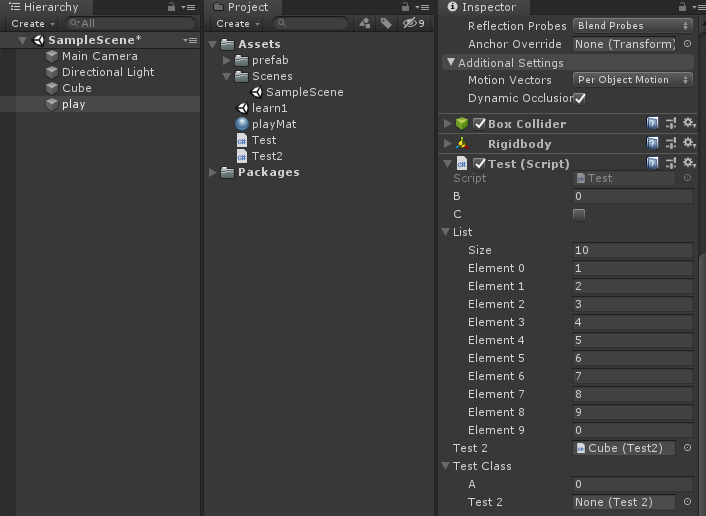 Hierarchy
Create
All
SampleScene*
Main Camera
Directional Light
Cube
play
Project
Create
9
Assets
prefab
Scenes
SampleScene
learn1
playMat
Test
Test2
Packages
Inspector
Reflection Probes Blend Probes
Anchor Override None (Transform)
Additional Settings
Motion Vectors Per Object Motion
Dynamic Occlusion
Box Collider
Rigidbody
Test (Script)
Script Test
B 0
C
List
Size 10
Element 0 1
Element 1 2
Element 2 3
Element 3 4
Element 4 5
Element 5 6
Element 6 7
Element 7 8
Element 8 9
Element 9 0
Test 2 Cube (Test2)
Test Class
A 0
Test 2 None (Test 2)